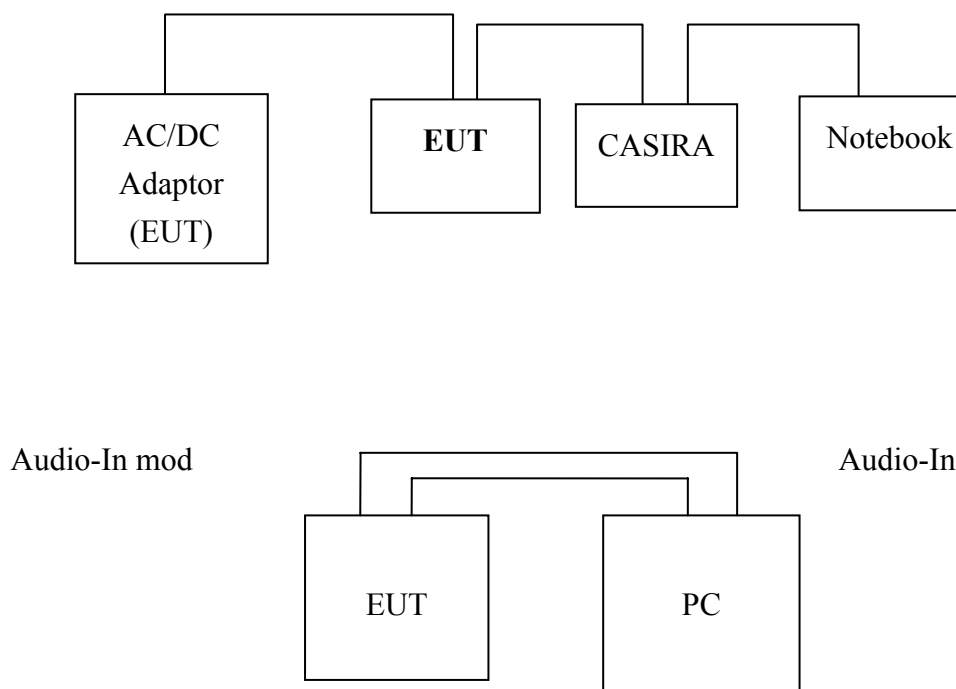 AC/DC
Adaptor
(EUT)
EUT
CASIRA
Notebook
Audio-In mod
Audio-In
EUT
PC